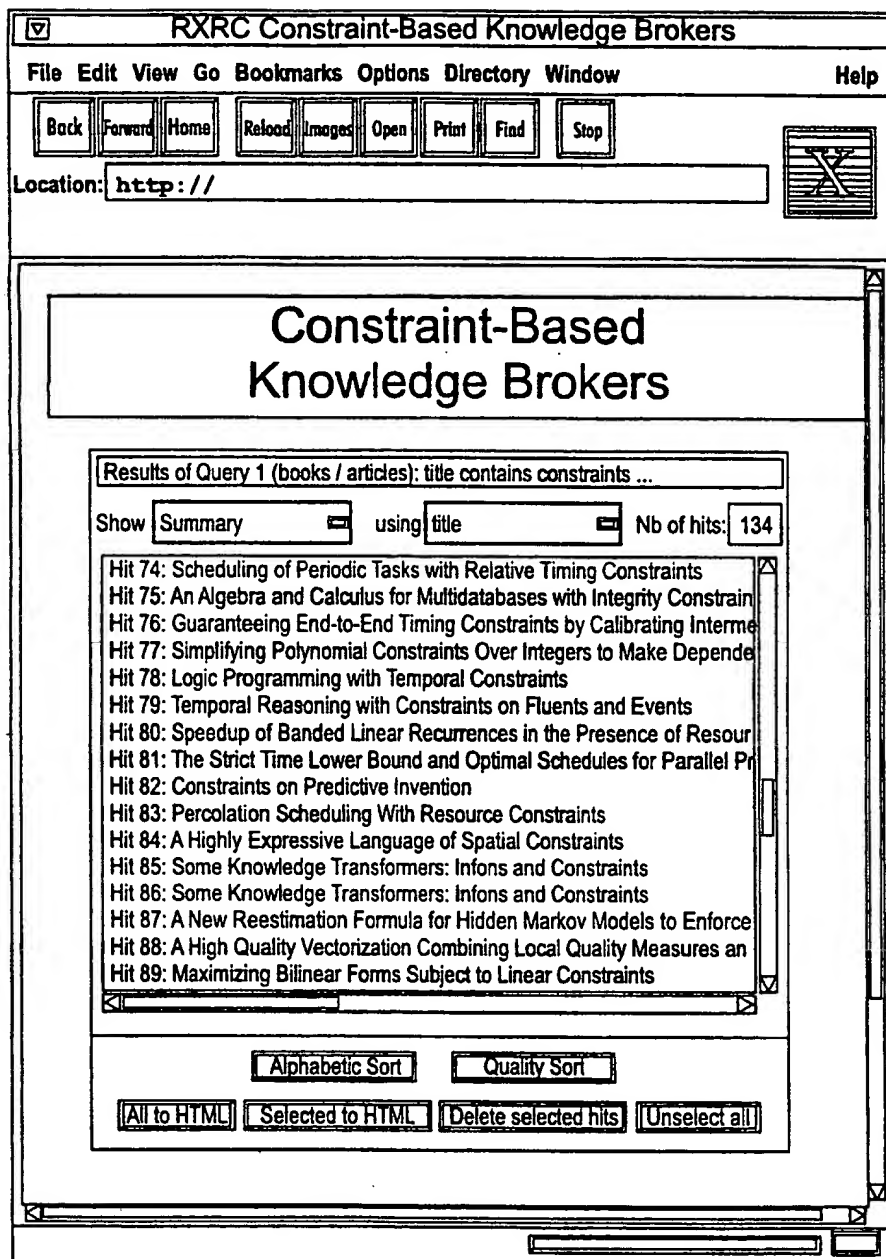 RXRC Constraint-Based Knowledge Brokers
File Edit View Go Bookmarks Options Directory Window Help
Back Forward Home Reload Images Open Print Find Stop
Location: http://
X
Constraint-Based
Knowledge Brokers
Results of Query 1 (books / articles): title contains constraints ...
Show Summary using title Nb of hits: 134
Hit 74: Scheduling of Periodic Tasks with Relative Timing Constraints
Hit 75: An Algebra and Calculus for Multidatabases with Integrity Constrain
Hit 76: Guaranteeing End-to-End Timing Constraints by Calibrating Interme
Hit 77: Simplifying Polynomial Constraints Over Integers to Make Depende
Hit 78: Logic Programming with Temporal Constraints
Hit 79: Temporal Reasoning with Constraints on Fluents and Events
Hit 80: Speedup of Banded Linear Recurrences in the Presence of Resour
Hit 81: The Strict Time Lower Bound and Optimal Schedules for Parallel Pr
Hit 82: Constraints on Predictive Invention
Hit 83: Percolation Scheduling With Resource Constraints
Hit 84: A Highly Expressive Language of Spatial Constraints
Hit 85: Some Knowledge Transformers: Infons and Constraints
Hit 86: Some Knowledge Transformers: Infons and Constraints
Hit 87: A New Reestimation Formula for Hidden Markov Models to Enforce
Hit 88: A High Quality Vectorization Combining Local Quality Measures an
Hit 89: Maximizing Bilinear Forms Subject to Linear Constraints
Alphabetic Sort Quality Sort
All to HTML Selected to HTML Delete selected hits Unselect all